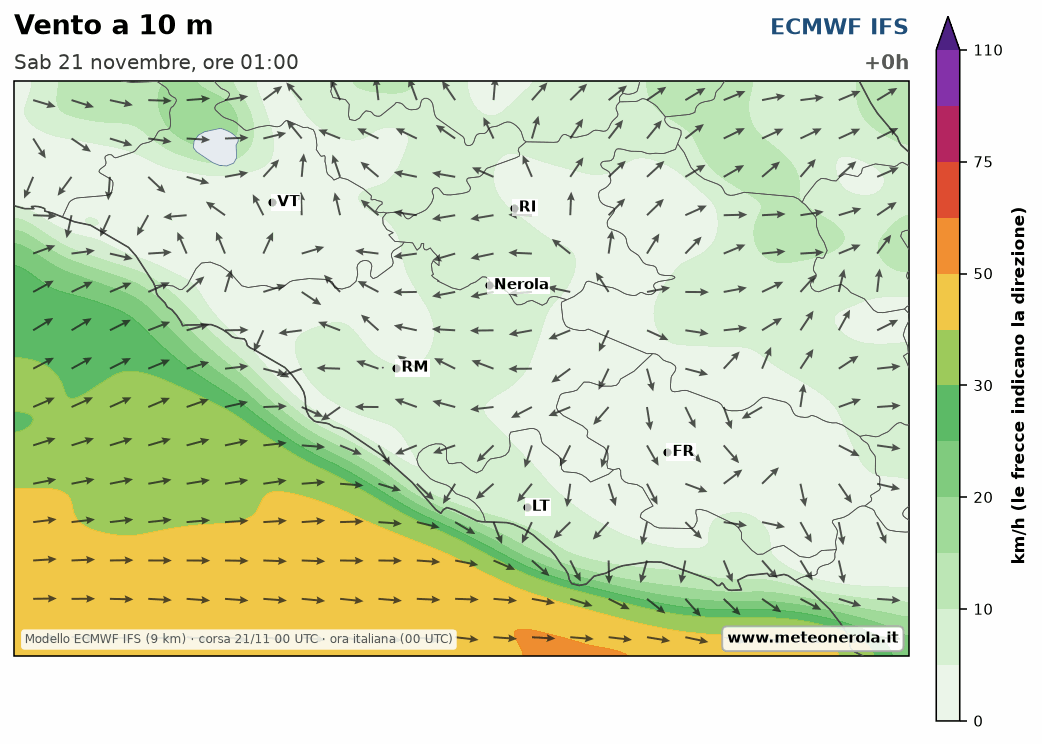 Vento a 10 m
ECMWF IFS
Sab 21 novembre, ore 01:00
+0h
VT
RI
Nerola
RM
FR
LT
Modello ECMWF IFS (9 km) · corsa 21/11 00 UTC · ora italiana (00 UTC)
www.meteonerola.it
110
75
50
30
20
10
0
km/h (le frecce indicano la direzione)